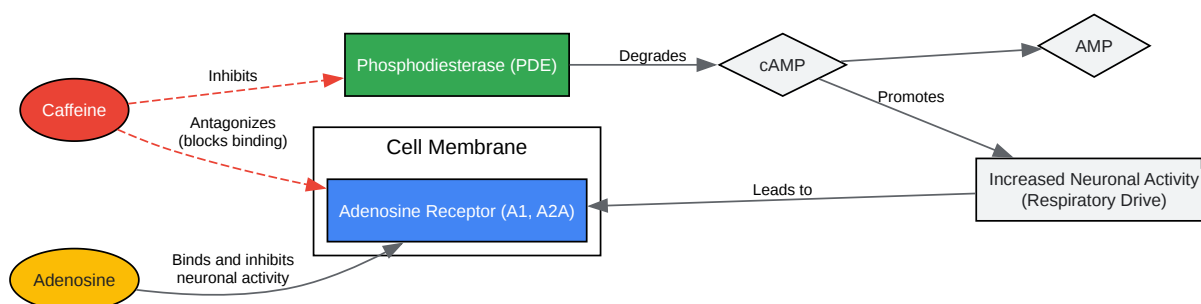 Caffeine
Inhibits
Antagonizes
(blocks binding)
Phosphodiesterase (PDE)
Degrades
cAMP
AMP
Promotes
Cell Membrane
Adenosine Receptor (A1, A2A)
Leads to
Increased Neuronal Activity
(Respiratory Drive)
Adenosine
Binds and inhibits
neuronal activity